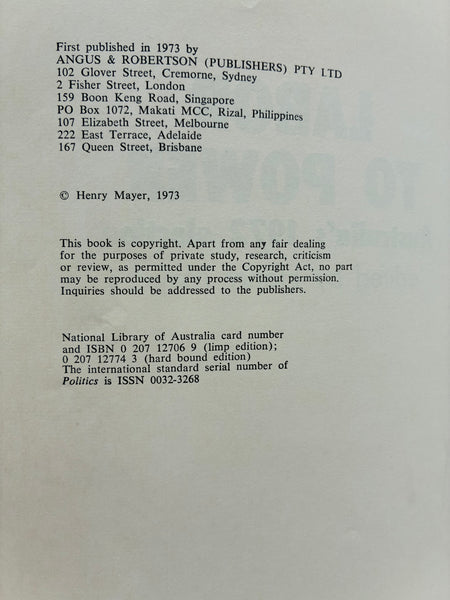 First published in 1973 by
ANGUS & ROBERTSON (PUBLISHERS) PTY LTD
102 Glover Street, Cremorne, Sydney
2 Fisher Street, London
159 Boon Keng Road, Singapore
PO Box 1072, Makati MCC, Rizal, Philippines
107 Elizabeth Street, Melbourne
222 East Terrace, Adelaide
167 Queen Street, Brisbane
© Henry Mayer, 1973
This book is copyright. Apart from any fair dealing
for the purposes of private study, research, criticism
or review, as permitted under the Copyright Act, no part
may be reproduced by any process without permission.
Inquiries should be addressed to the publishers.
National Library of Australia card number
and ISBN 0 207 12706 9 (limp edition);
0 207 12774 3 (hard bound edition)
The international standard serial number of
Politics is ISSN 0032-3268